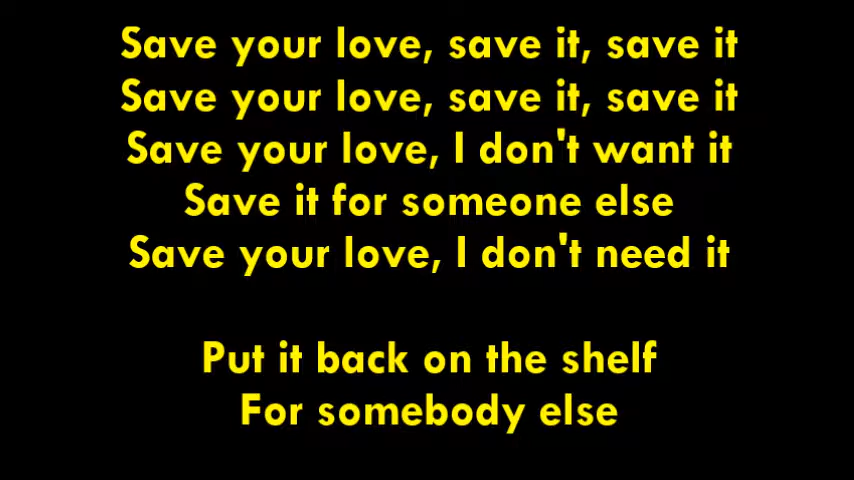 Save your love, save it, save it
Save your love, save it, save it
Save your love, I don't want it
Save it for someone else
Save your love, I don't need it
Put it back on the shelf
For somebody else